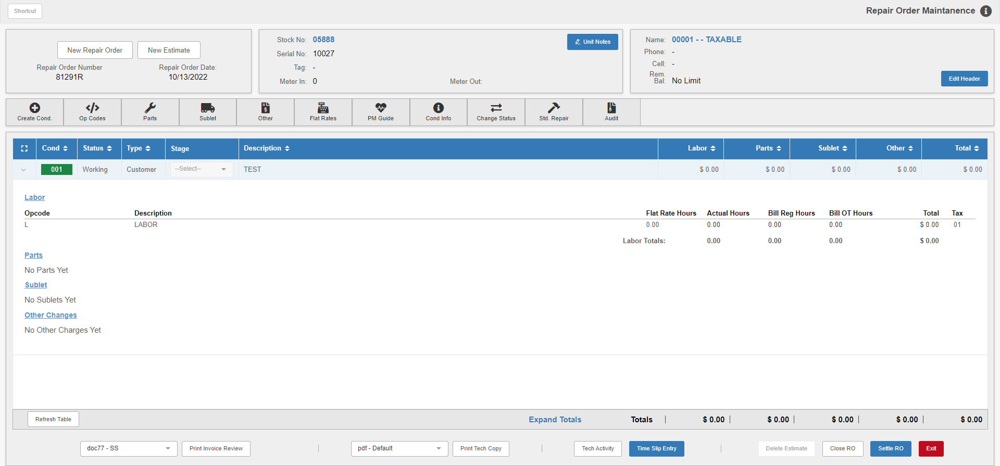 Shortcut
Repair Order Maintanence
New Repair Order New Estimate
Repair Order Number Repair Order Date:
81291R 10/13/2022
Stock No: 05888
Unit Notes
Serial No: 10027
Tag: -
Meter In: 0 Meter Out:
Name: 00001 - - TAXABLE
Phone: -
Cell: -
Rem.
Bal: No Limit
Edit Header
Create Cond. Op Codes Parts Sublet Other Flat Rates PM Guide Cond Info Change Status Std. Repair Audit
Cond Status Type Stage Description Labor Parts Sublet Other Total
001 Working Customer --Select-- TEST $ 0.00 $ 0.00 $ 0.00 $ 0.00 $ 0.00
Labor
Opcode Description Flat Rate Hours Actual Hours Bill Reg Hours Bill OT Hours Total Tax
L LABOR 0.00 0.00 0.00 0.00 $ 0.00 01
Labor Totals: 0.00 0.00 0.00 $ 0.00
Parts
No Parts Yet
Sublet
No Sublets Yet
Other Changes
No Other Charges Yet
Refresh Table Expand Totals Totals | $ 0.00 | $ 0.00 | $ 0.00 | $ 0.00 | $ 0.00
doc77 - SS Print Invoice Review | pdf - Default Print Tech Copy | Tech Activity Time Slip Entry | Delete Estimate Close RO Settle RO Exit